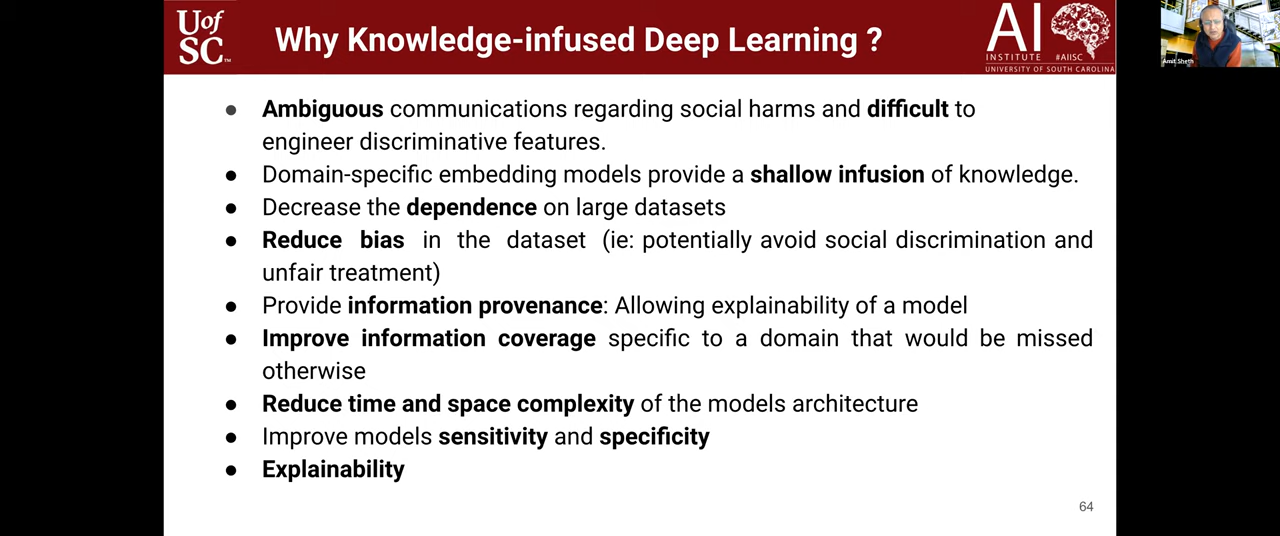 UofSC™
Why Knowledge-infused Deep Learning ?
AI
INSTITUTE #AIISC
UNIVERSITY OF SOUTH CAROLINA
Amit Sheth
● Ambiguous communications regarding social harms and difficult to
engineer discriminative features.
● Domain-specific embedding models provide a shallow infusion of knowledge.
● Decrease the dependence on large datasets
● Reduce bias in the dataset (ie: potentially avoid social discrimination and
unfair treatment)
● Provide information provenance: Allowing explainability of a model
● Improve information coverage specific to a domain that would be missed
otherwise
● Reduce time and space complexity of the models architecture
● Improve models sensitivity and specificity
● Explainability
64